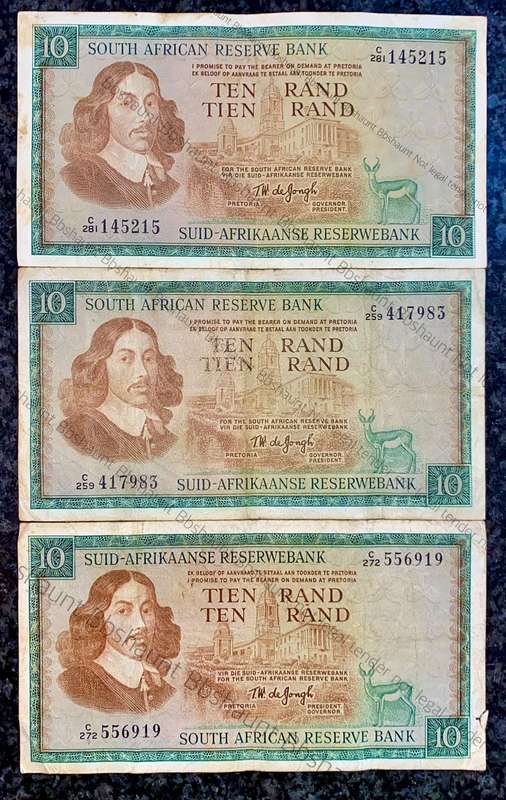 10
SOUTH AFRICAN RESERVE BANK
C/281 145215
I PROMISE TO PAY THE BEARER ON DEMAND AT PRETORIA
EK BELOOF OP AANVRAAG TE BETAAL AAN TOONDER TE PRETORIA
TEN RAND
TIEN RAND
FOR THE SOUTH AFRICAN RESERVE BANK
VIR DIE SUID-AFRIKAANSE RESERWEBANK
T.W. de Jongh
PRETORIA. GOVERNOR.
PRESIDENT.
C/281 145215
SUID-AFRIKAANSE RESERWEBANK
10
10
SOUTH AFRICAN RESERVE BANK
C/259 417983
I PROMISE TO PAY THE BEARER ON DEMAND AT PRETORIA
EK BELOOF OP AANVRAAG TE BETAAL AAN TOONDER TE PRETORIA
TEN RAND
TIEN RAND
FOR THE SOUTH AFRICAN RESERVE BANK
VIR DIE SUID-AFRIKAANSE RESERWEBANK
T.W. de Jongh
PRETORIA GOVERNOR.
PRESIDENT.
C/259 417983
SUID-AFRIKAANSE RESERWEBANK
10
10
SUID-AFRIKAANSE RESERWEBANK
C/272 556919
EK BELOOF OP AANVRAAG TE BETAAL AAN TOONDER TE PRETORIA
I PROMISE TO PAY THE BEARER ON DEMAND AT PRETORIA
TIEN RAND
TEN RAND
VIR DIE SUID-AFRIKAANSE RESERWEBANK
FOR THE SOUTH AFRICAN RESERVE BANK
T.W. de Jongh
PRETORIA PRESIDENT.
GOVERNOR.
C/272 556919
SOUTH AFRICAN RESERVE BANK
10
Bbshaunt Not legal tender